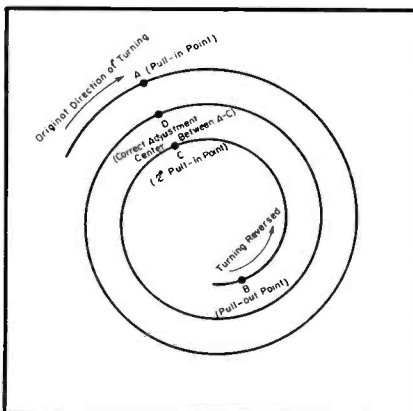 Original Direction of Turning
A (Pull-in Point)
D
(Correct Adjustment
Center Between A-C)
C
(2nd Pull-in Point)
Turning Reversed
B
(Pull-out Point)